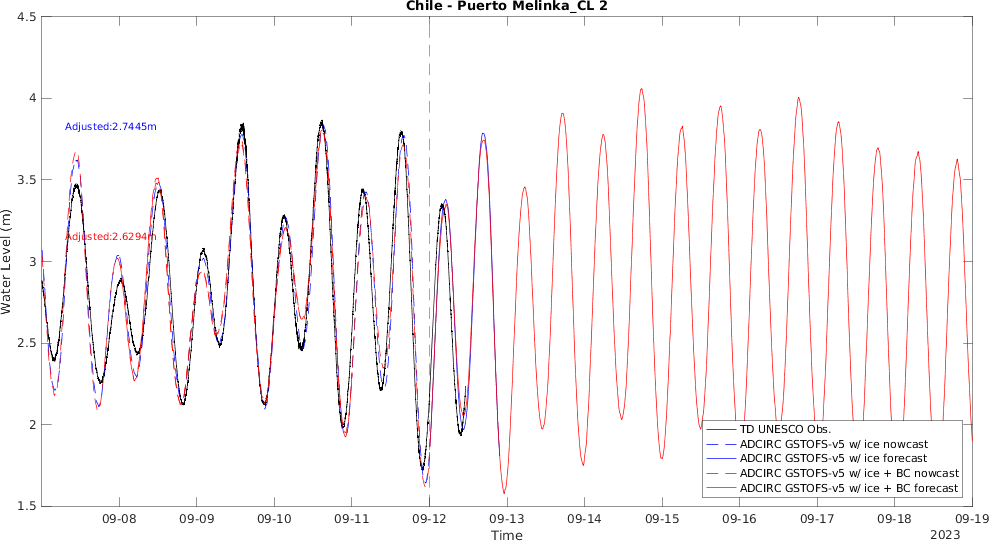 Chile - Puerto Melinka_CL 2
4.5
4
3.5
3
2.5
2
1.5
Water Level (m)
Adjusted:2.7445m
Adjusted:2.6294m
TD UNESCO Obs.
ADCIRC GSTOFS-v5 w/ ice nowcast
ADCIRC GSTOFS-v5 w/ ice forecast
ADCIRC GSTOFS-v5 w/ ice + BC nowcast
ADCIRC GSTOFS-v5 w/ ice + BC forecast
09-08 09-09 09-10 09-11 09-12 09-13 09-14 09-15 09-16 09-17 09-18 09-19
Time
2023